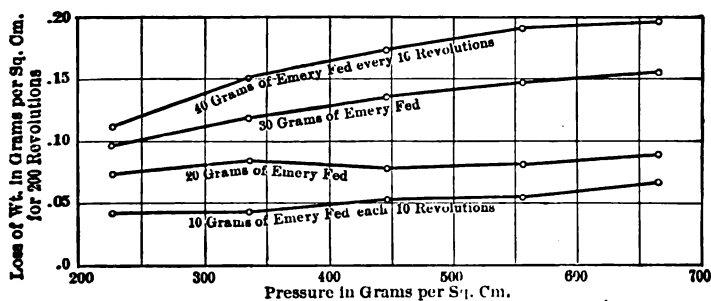 Loss of Wt. in Grams per Sq. Cm.
for 200 Revolutions
.20
.15
.10
.05
.0
40 Grams of Emery Fed every 10 Revolutions
30 Grams of Emery Fed
20 Grams of Emery Fed
10 Grams of Emery Fed each 10 Revolutions
200 300 400 500 600 700
Pressure in Grams per Sq. Cm.